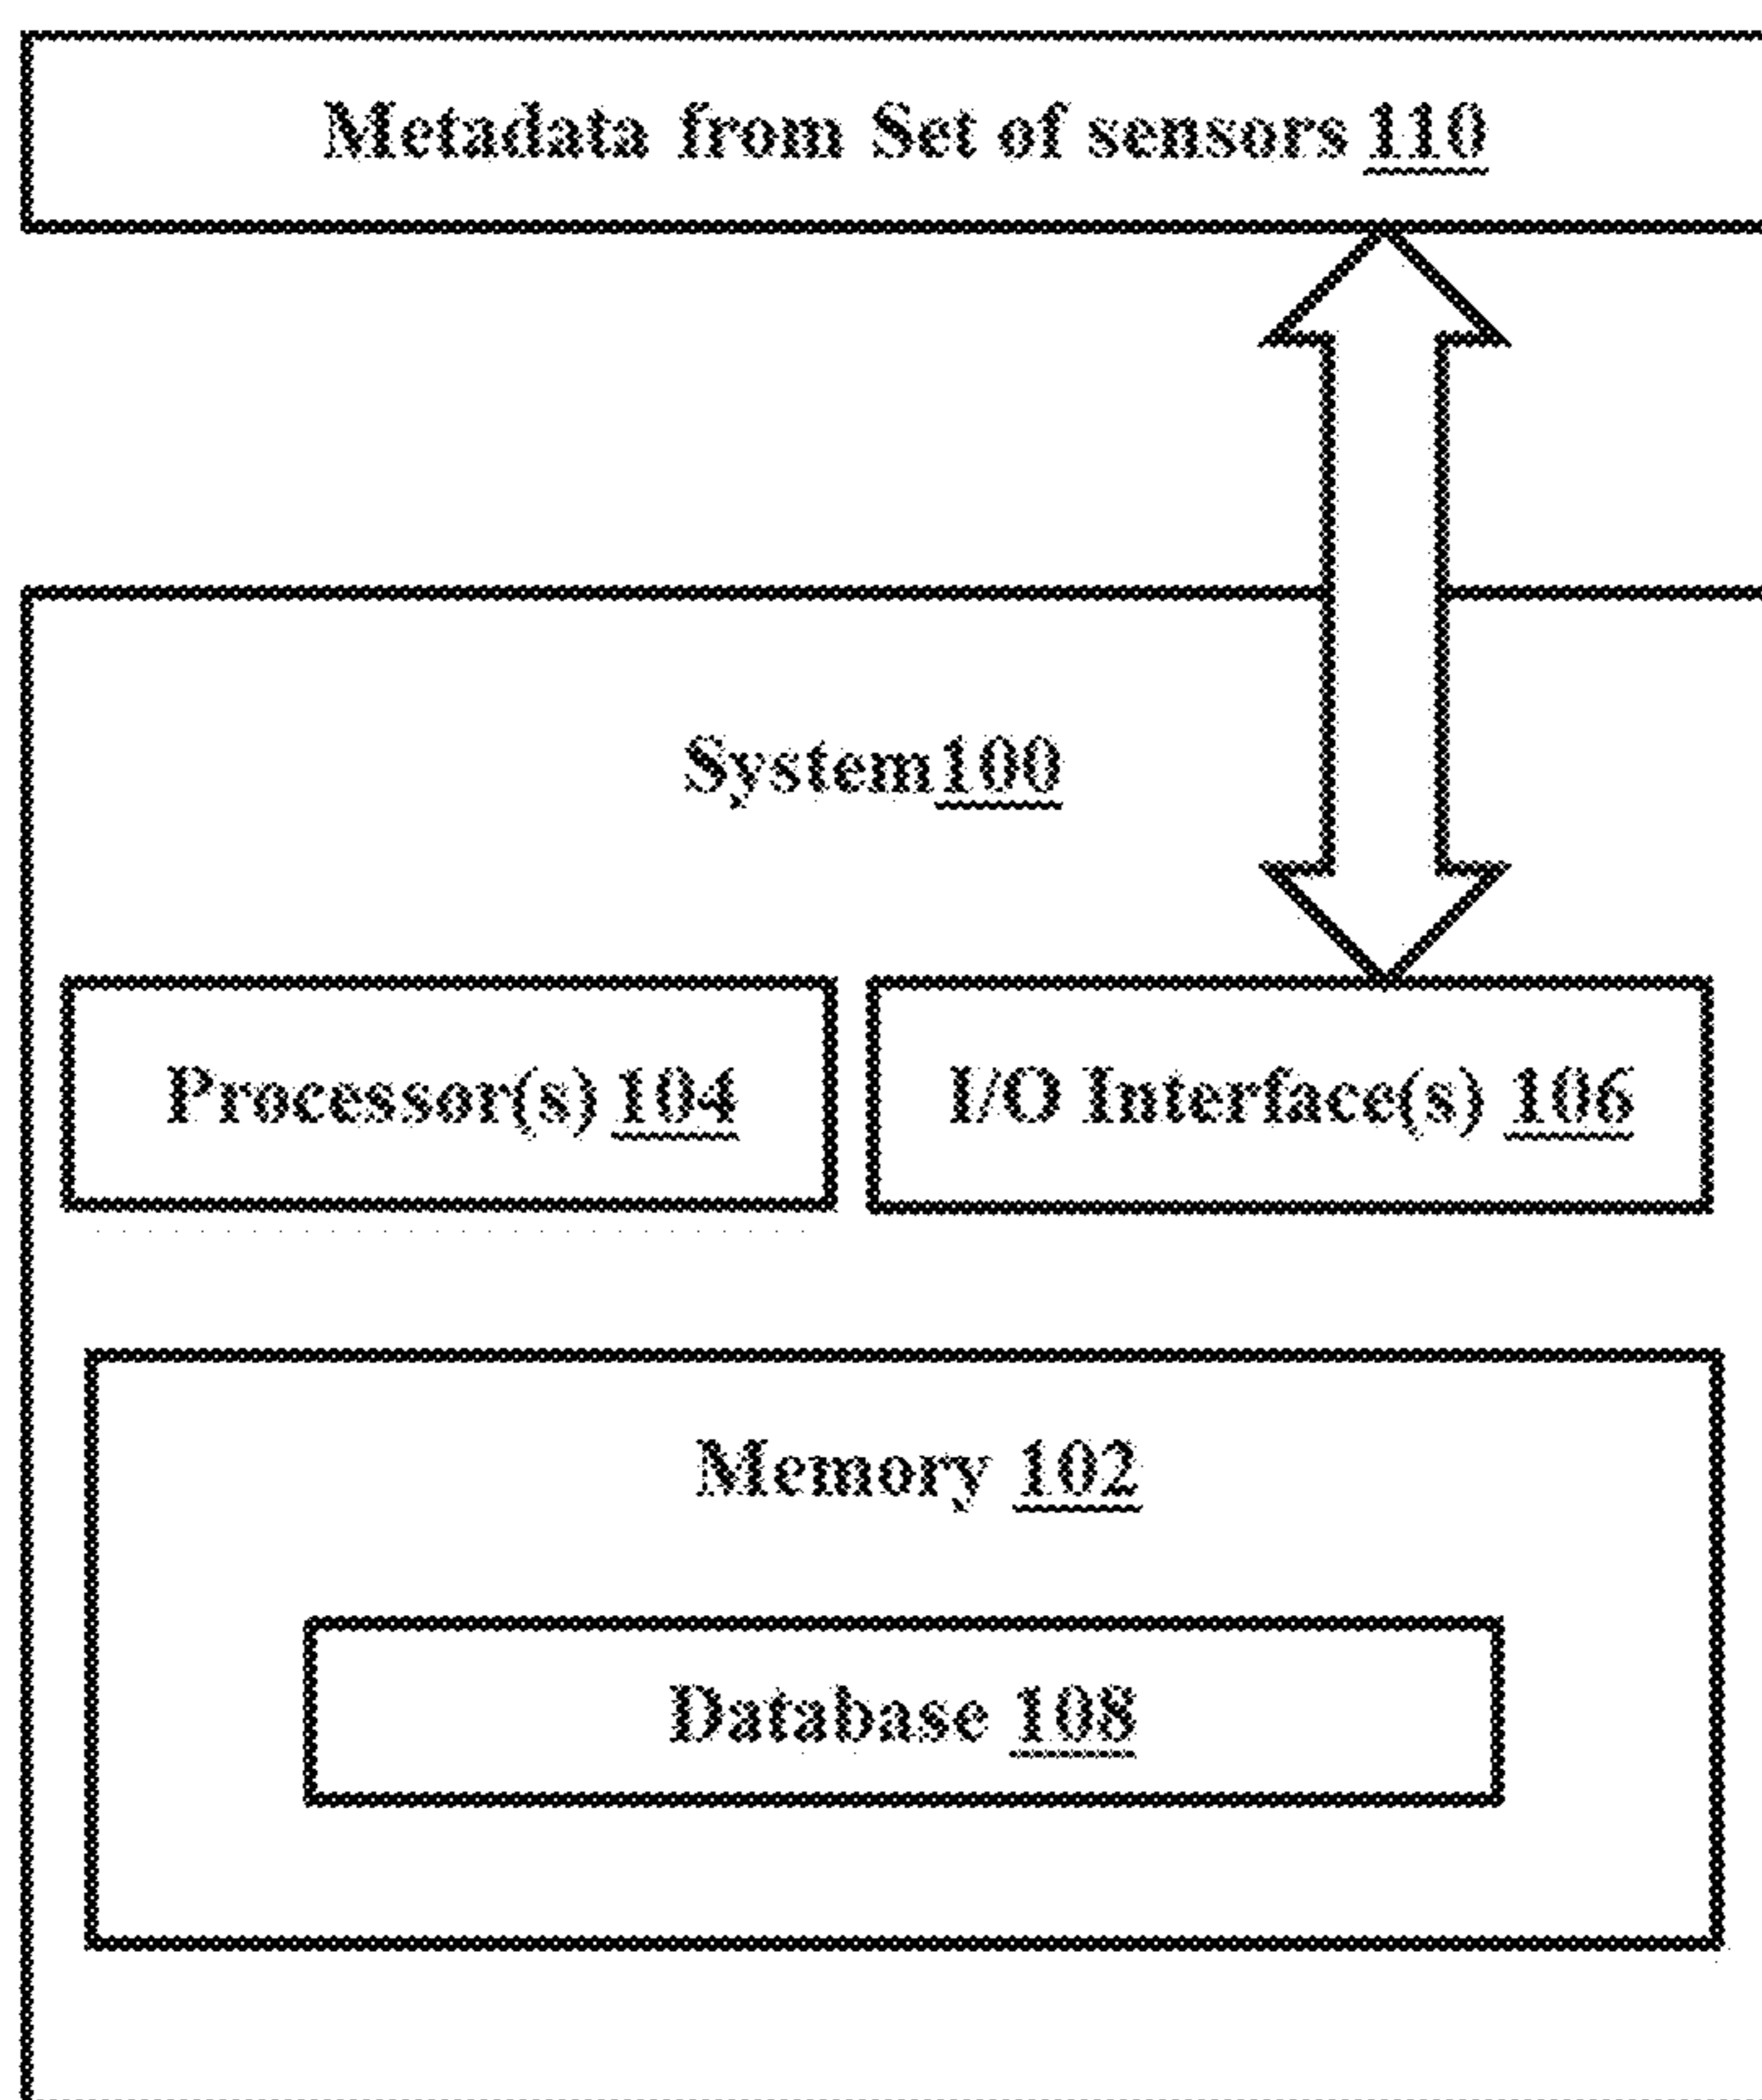 Metadata from Set of sensors 110
System100
Processor(s) 104
I/O Interface(s) 106
Memory 102
Database 108